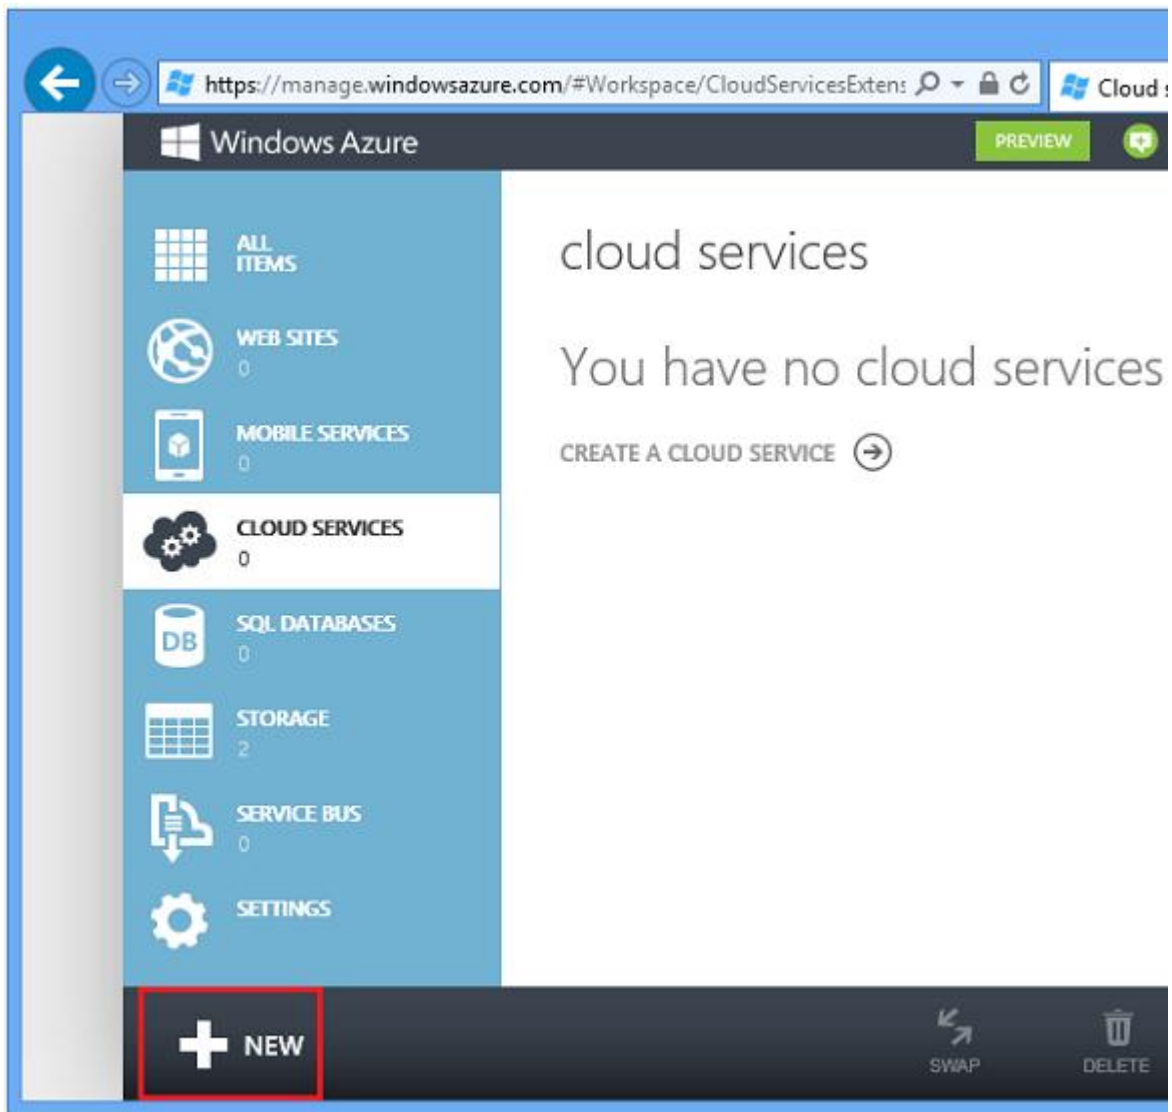 https://manage.windowsazure.com/#Workspace/CloudServicesExtens
Cloud s
Windows Azure
PREVIEW
ALL
ITEMS
WEB SITES
0
MOBILE SERVICES
0
CLOUD SERVICES
0
DB
SQL DATABASES
0
STORAGE
2
SERVICE BUS
0
SETTINGS
cloud services
You have no cloud services
CREATE A CLOUD SERVICE
NEW
SWAP
DELETE